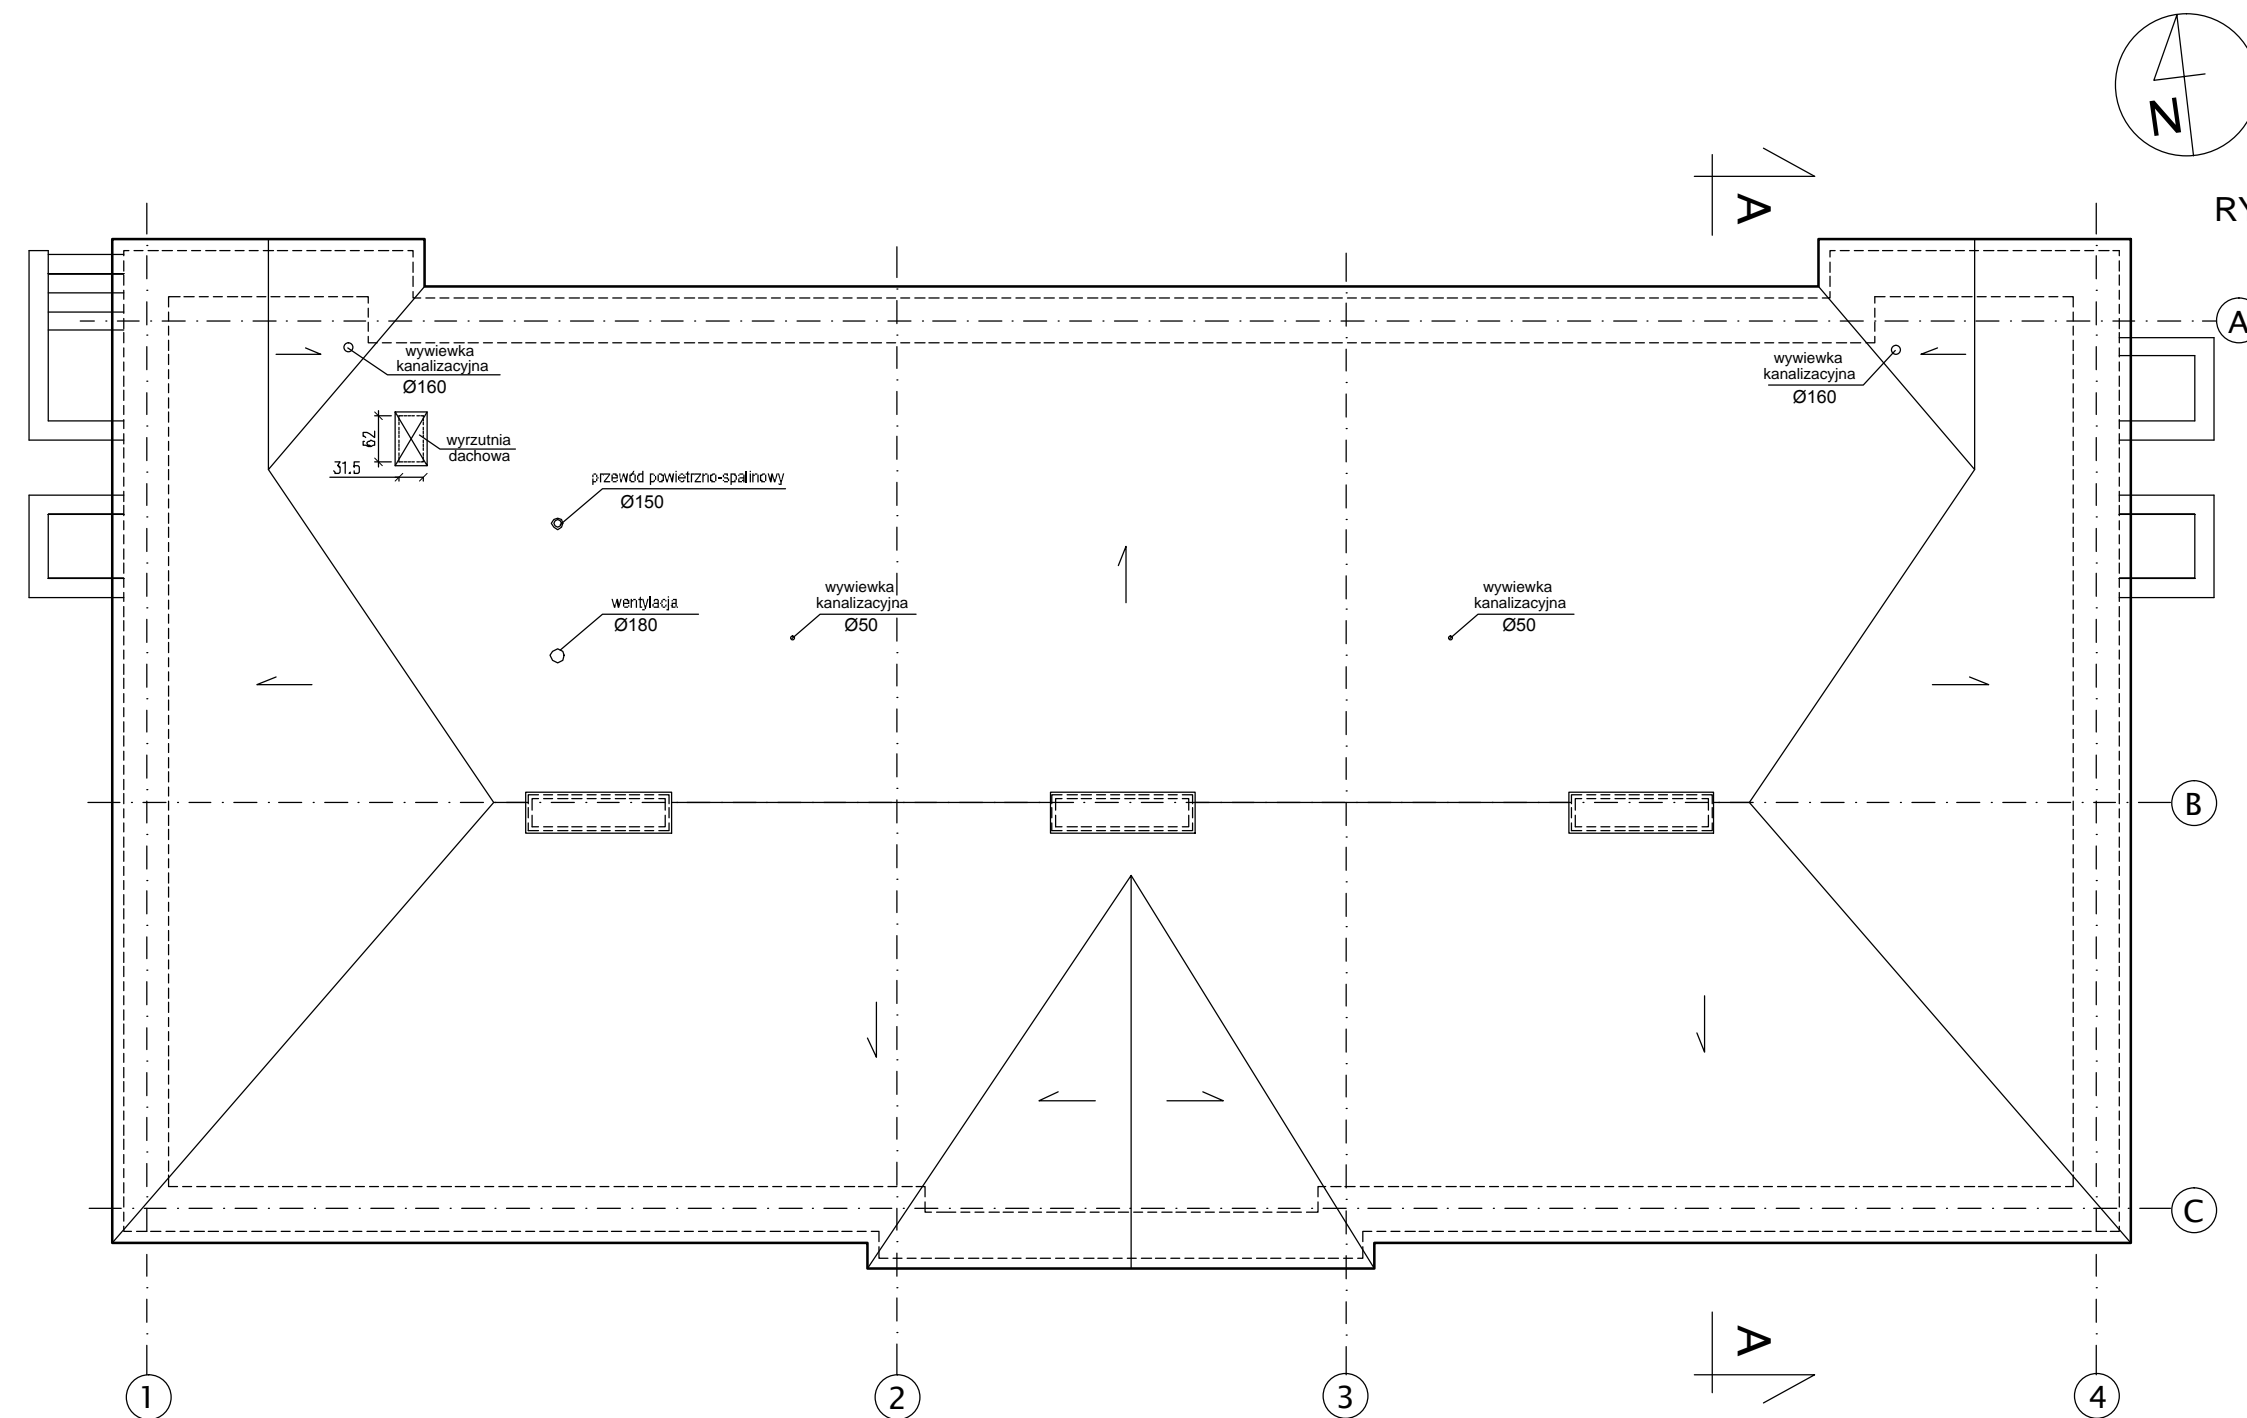 N
A
RY
A
wywiewka
kanalizacyjna
Ø160
wywiewka
kanalizacyjna
Ø160
62
wyrzutnia
dachowa
31.5
przewód powietrzno-spalinowy
Ø150
wentylacja
Ø180
wywiewka
kanalizacyjna
Ø50
wywiewka
kanalizacyjna
Ø50
B
C
A
1
2
3
4